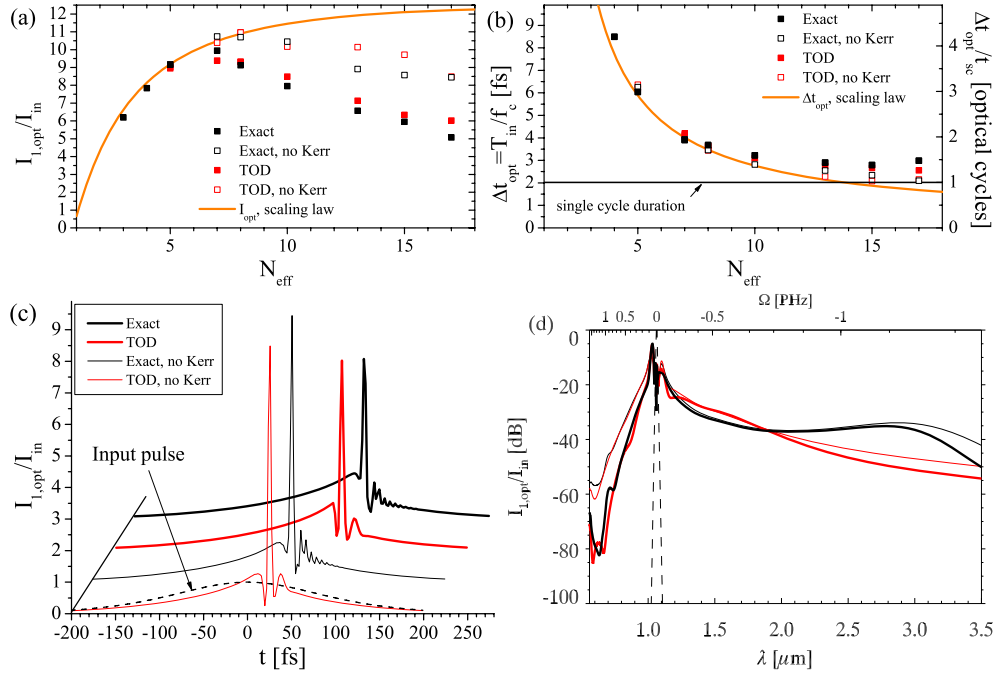 (a)
12
11
10
9
8
7
6
5
4
3
2
1
0
I1,opt/Iin
Exact
Exact, no Kerr
TOD
TOD, no Kerr
Iopt, scaling law
0 5 10 15
Neff
(b)
9
8
7
6
5
4
3
2
1
0
Δtopt=Tin/fc [fs]
Exact
Exact, no Kerr
TOD
TOD, no Kerr
Δtopt, scaling law
single cycle duration
4
3
2
1
0
Δtopt/tsc [optical cycles]
0 5 10 15
Neff
(c)
Exact
TOD
Exact, no Kerr
TOD, no Kerr
9
8
7
6
5
4
3
2
1
0
I1,opt/Iin
Input pulse
-200 -150 -100 -50 0 50 100 150 200 250
t [fs]
Ω [PHz]
1 0.5 0 -0.5 -1
(d)
0
-20
-40
-60
-80
-100
I1,opt/Iin [dB]
1.0 1.5 2.0 2.5 3.0 3.5
λ [μm]